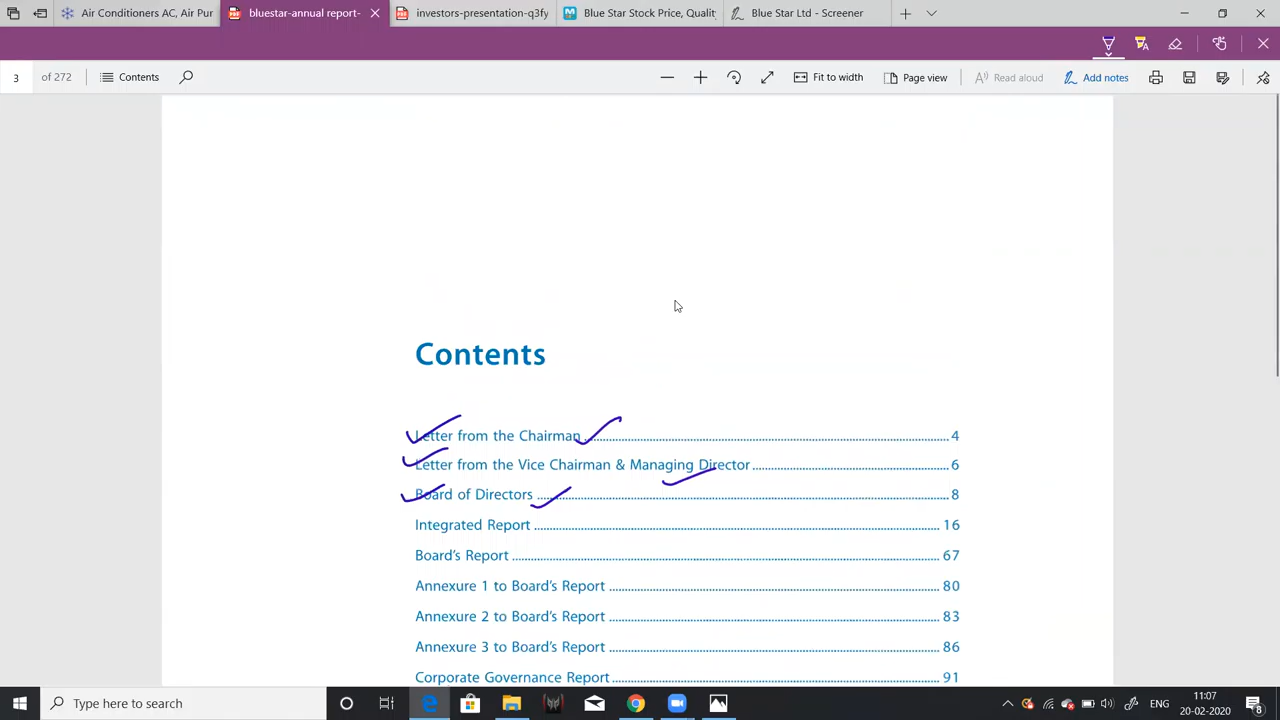 Air Conditioners AC, Air Pur
bluestar-annual report-
investors-presentation-q3fy
Blue Star Stock Price, Qualit
Blue Star Ltd - Screener
3 of 272
Contents
Fit to width
Page view
Read aloud
Add notes
Contents
Letter from the Chairman 4
Letter from the Vice Chairman & Managing Director 6
Board of Directors 8
Integrated Report 16
Board's Report 67
Annexure 1 to Board's Report 80
Annexure 2 to Board's Report 83
Annexure 3 to Board's Report 86
Corporate Governance Report 91
Type here to search
ENG
11:07
20-02-2020
8